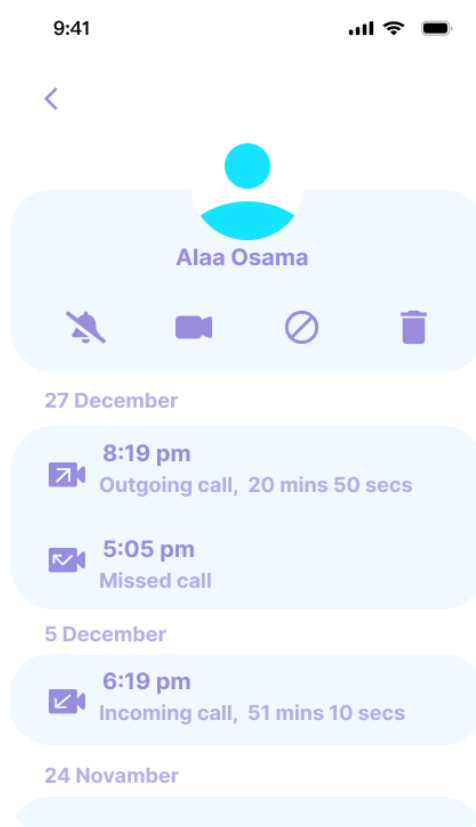 9:41
Alaa Osama
27 December
8:19 pm
Outgoing call, 20 mins 50 secs
5:05 pm
Missed call
5 December
6:19 pm
Incoming call, 51 mins 10 secs
24 Novamber